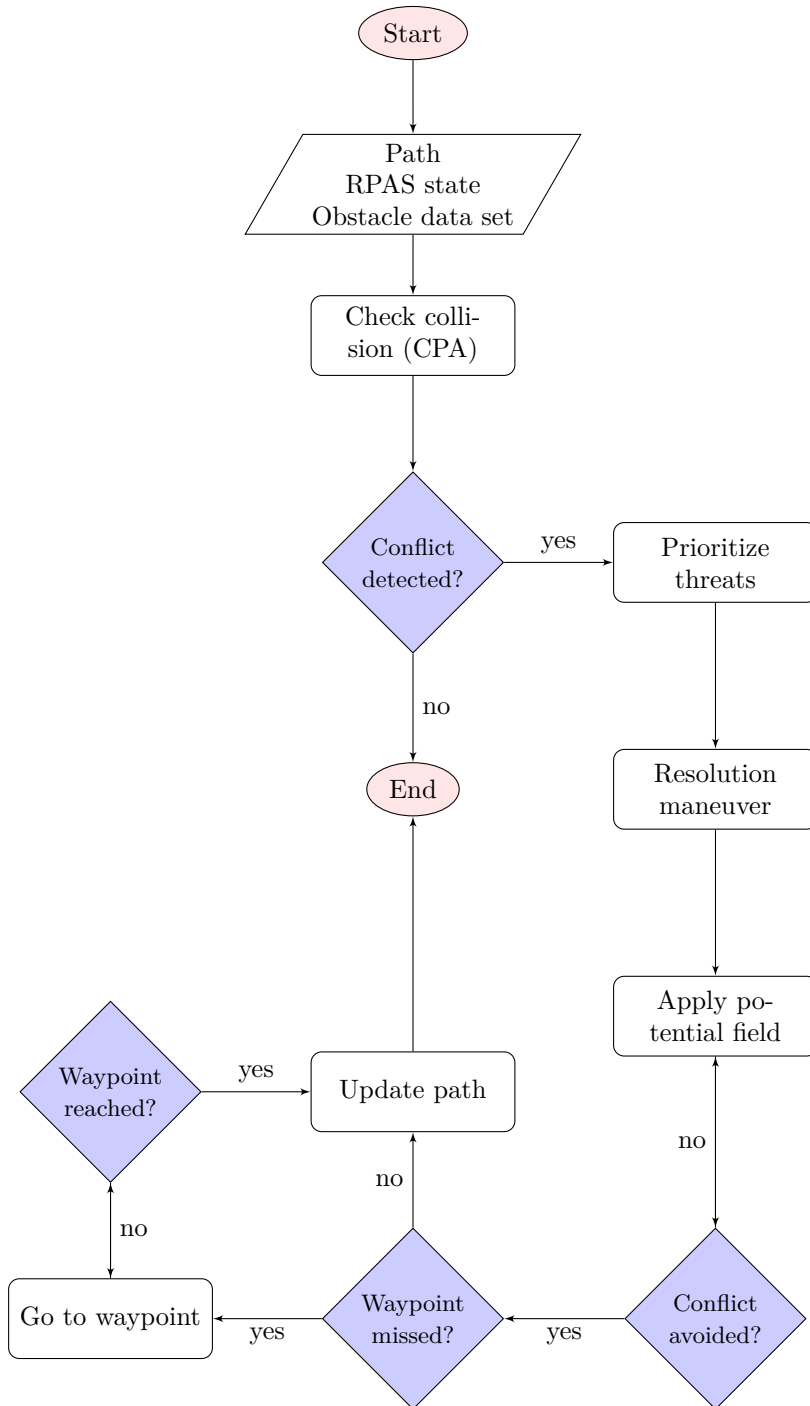 Start
Path
RPAS state
Obstacle data set
Check colli-
sion (CPA)
Conflict
detected?
yes
Prioritize
threats
no
End
Resolution
maneuver
Apply po-
tential field
Waypoint
reached?
yes
Update path
no
no
no
Go to waypoint
yes
Waypoint
missed?
yes
Conflict
avoided?